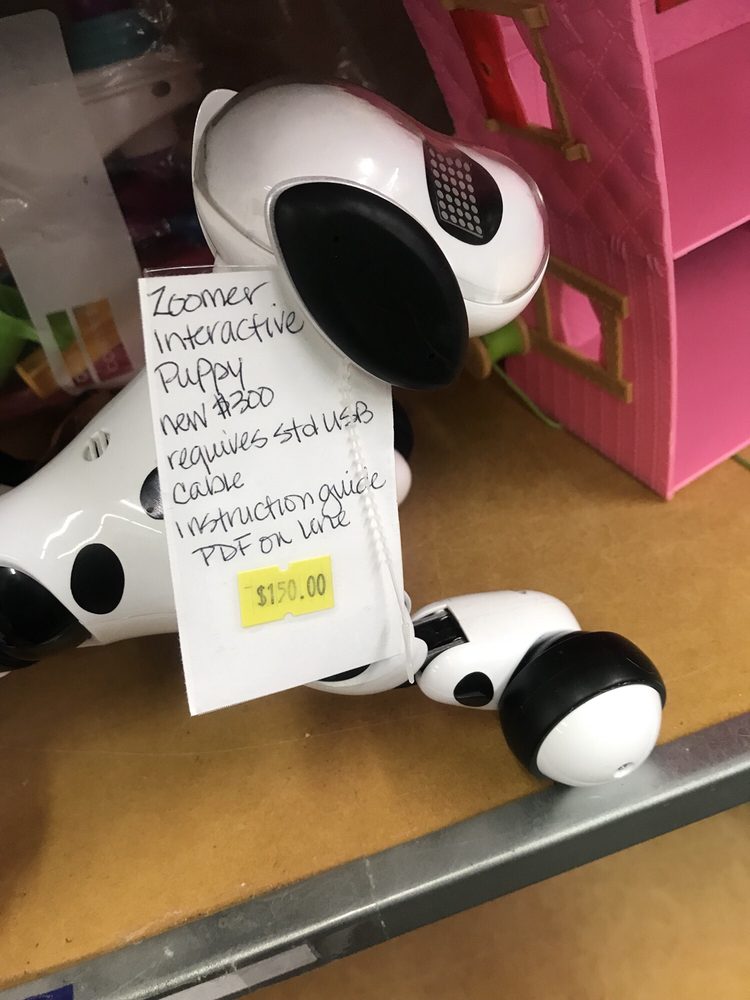 Zoomer
interactive
Puppy
new $300
requires std USB
cable
instruction guide
PDF on line
$150.00